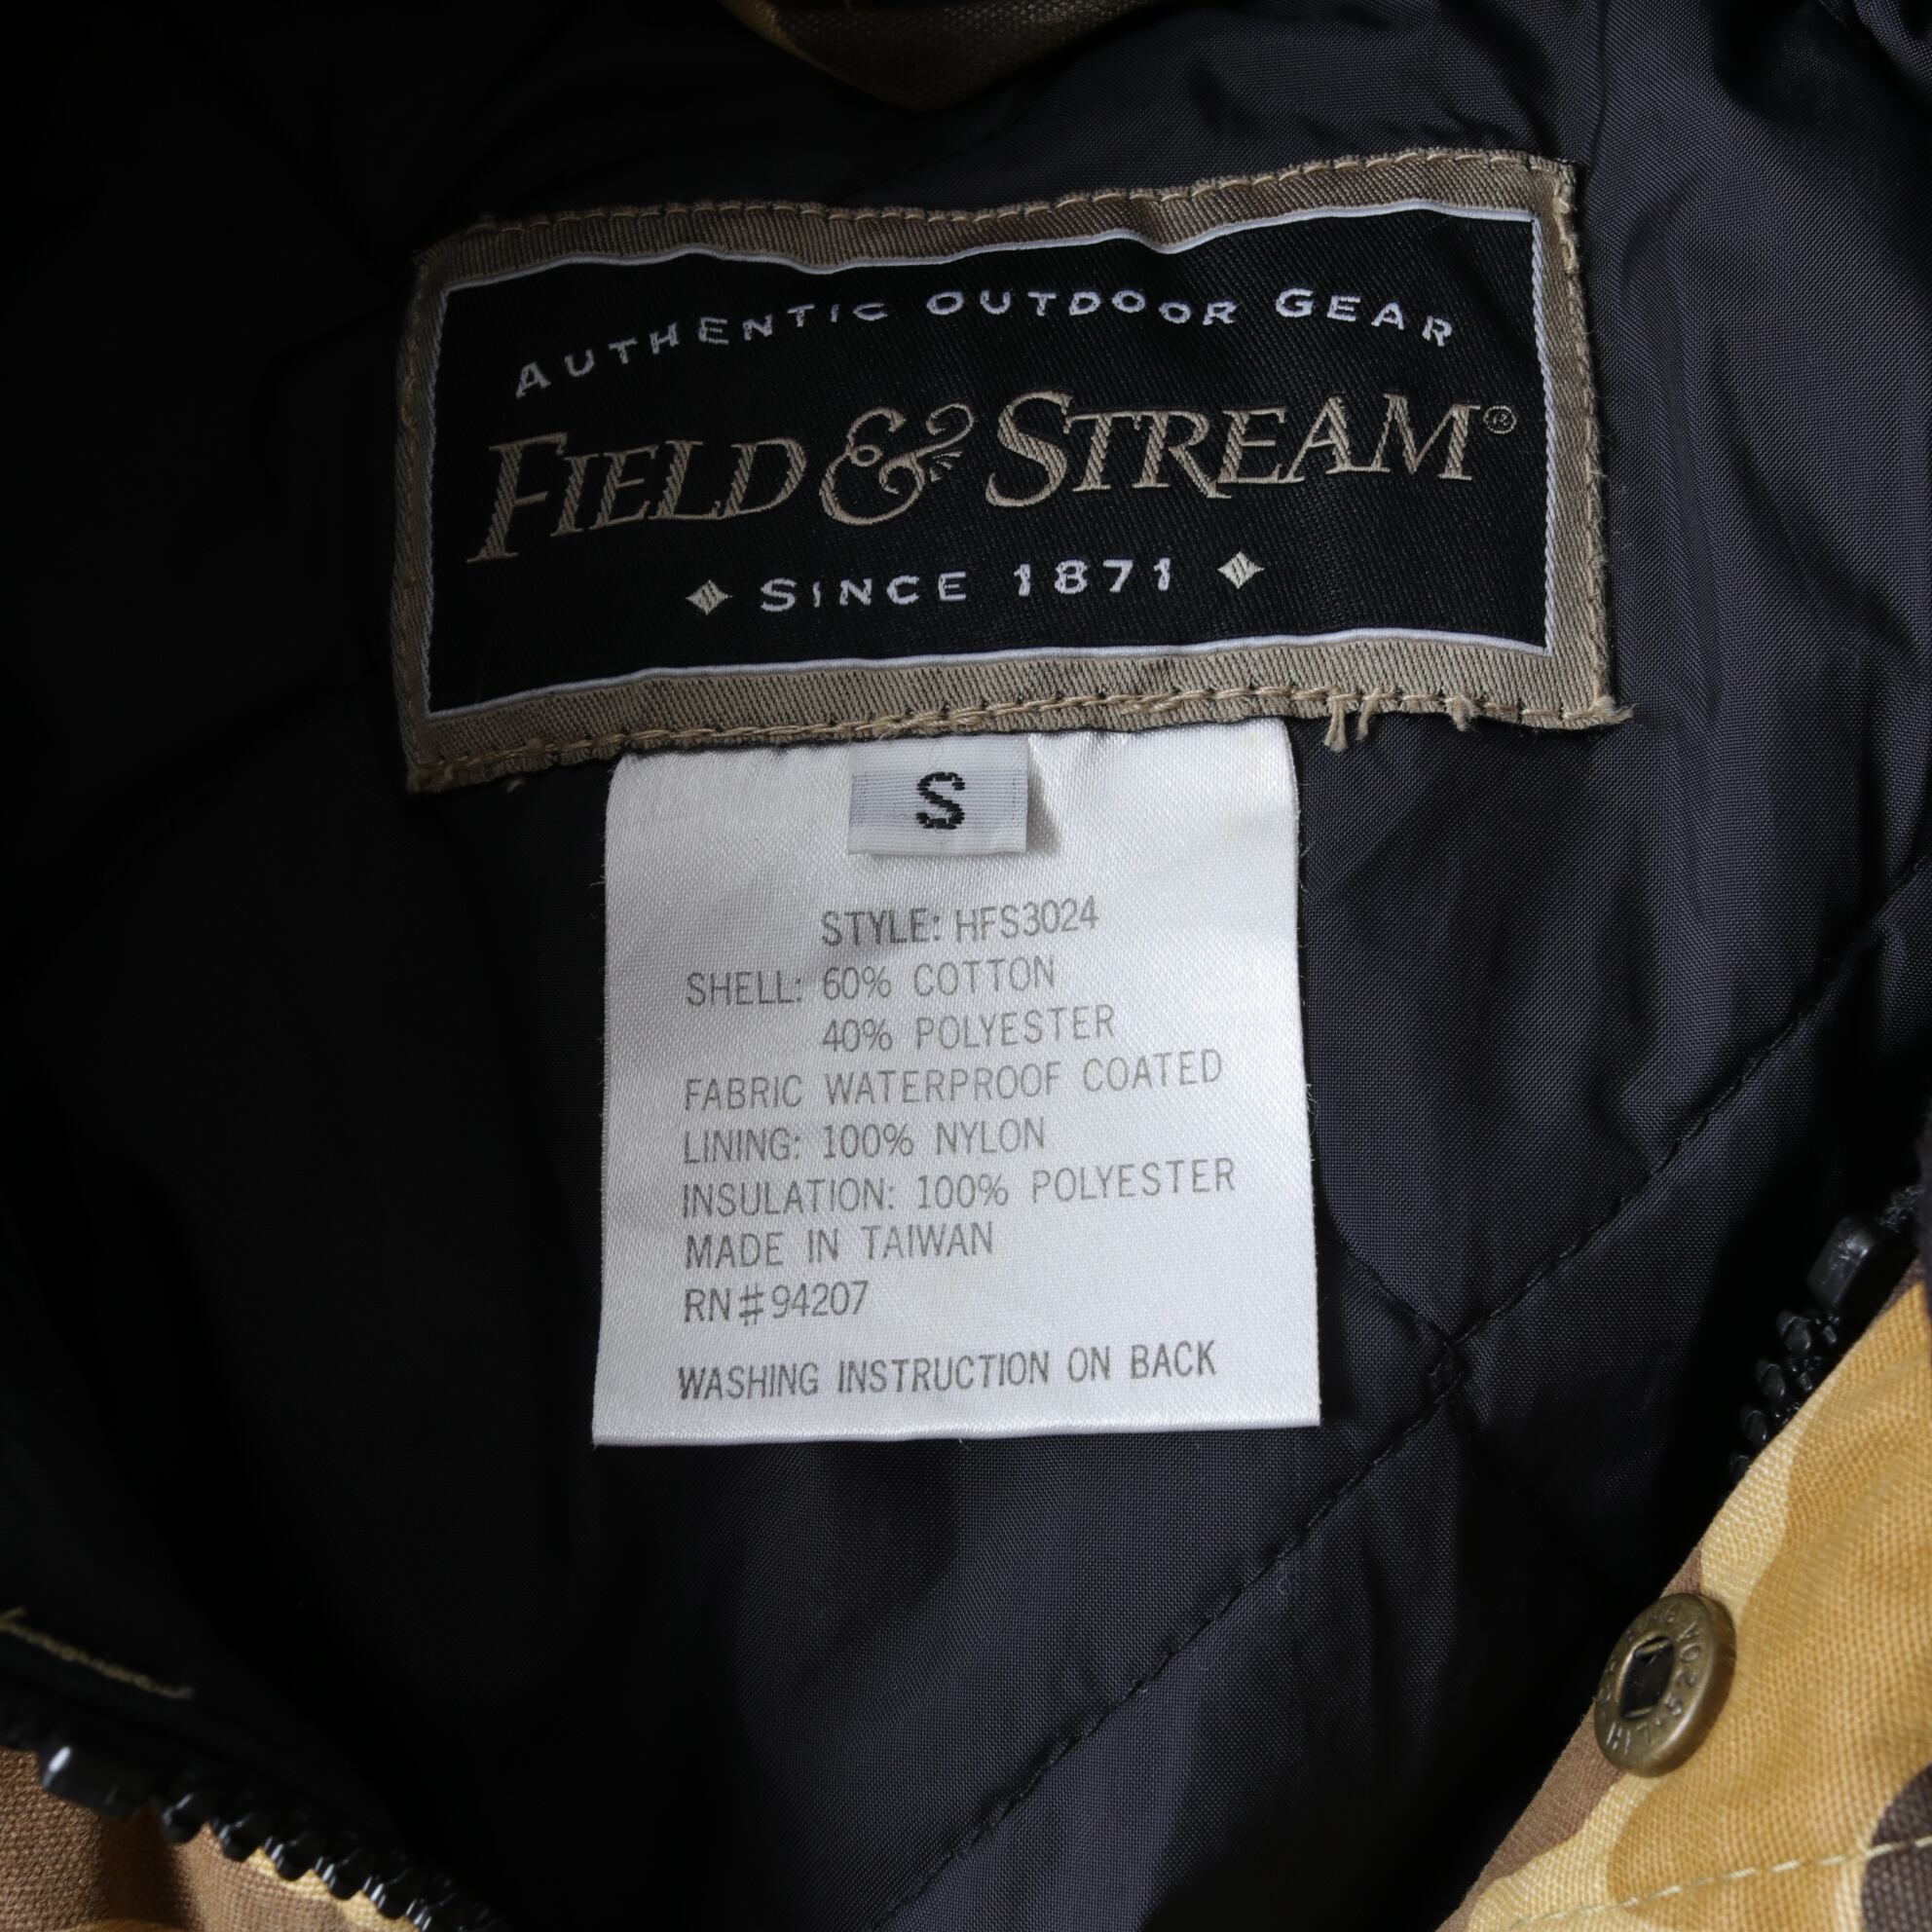 AUTHENTIC OUTDOOR GEAR
FIELD & STREAM®
SINCE 1871
S
STYLE: HFS3024
SHELL: 60% COTTON
40% POLYESTER
FABRIC WATERPROOF COATED
LINING: 100% NYLON
INSULATION: 100% POLYESTER
MADE IN TAIWAN
RN#94207
WASHING INSTRUCTION ON BACK